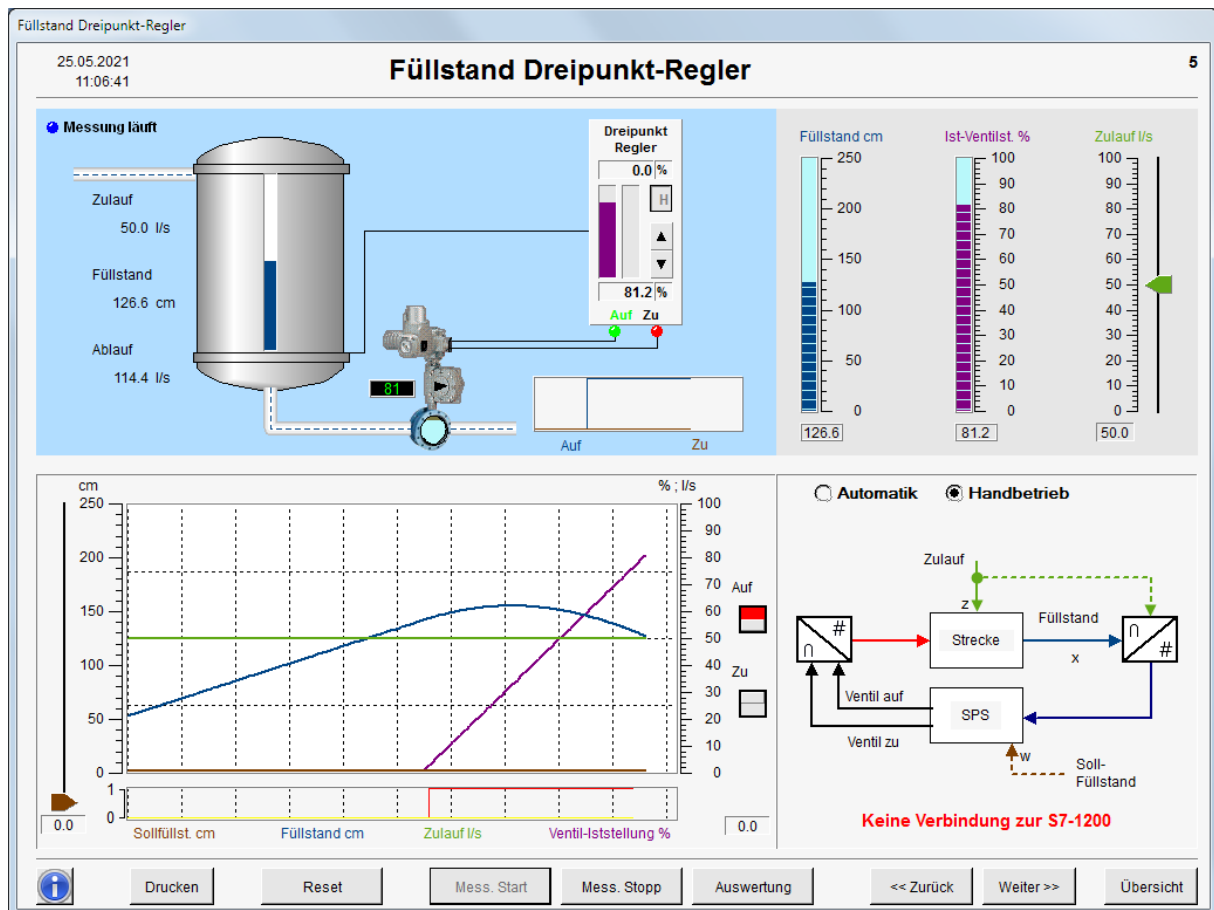 Füllstand Dreipunkt-Regler
25.05.2021
11:06:41
Füllstand Dreipunkt-Regler
5
Messung läuft
Zulauf
50.0 l/s
Füllstand
126.6 cm
Ablauf
114.4 l/s
Dreipunkt
Regler
0.0 %
H
81.2 %
Auf Zu
81
Auf Zu
Füllstand cm
250
200
150
100
50
0
126.6
Ist-Ventilst. %
100
90
80
70
60
50
40
30
20
10
0
81.2
Zulauf l/s
100
90
80
70
60
50
40
30
20
10
0
50.0
cm
250
200
150
100
50
0
0.0
% ; l/s
100
90
80
70
60
50
40
30
20
10
0
Auf
Zu
1
0
0.0
Sollfüllst. cm Füllstand cm Zulauf l/s Ventil-Iststellung %
Automatik Handbetrieb
Zulauf
z
Strecke
Füllstand
x
#
∩
∩
#
Ventil auf
SPS
Ventil zu
w
Soll-
Füllstand
Keine Verbindung zur S7-1200
i
Drucken Reset Mess. Start Mess. Stopp Auswertung << Zurück Weiter >> Übersicht